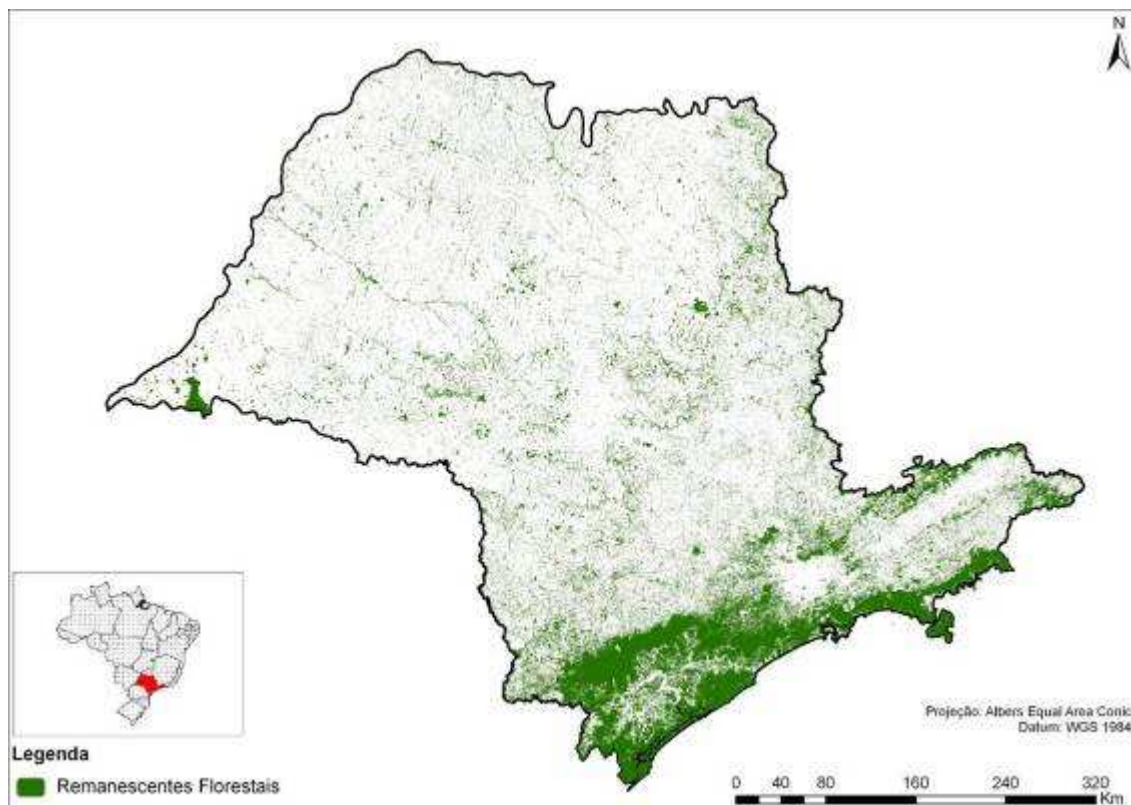 N
Projeção: Albers Equal Area Conic
Datum: WGS 1984
Legenda
Remanescentes Florestais
0 40 80 160 240 320
Km